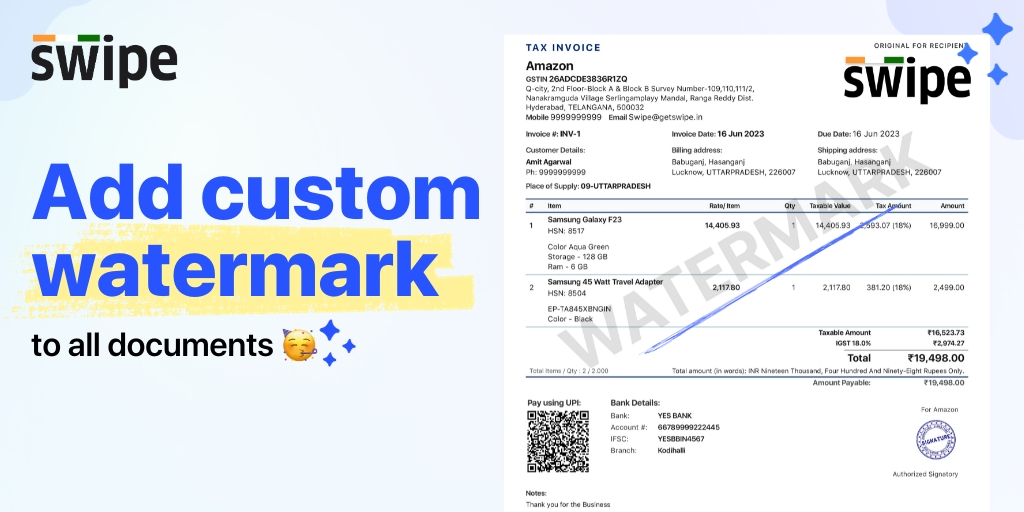 swipe
Add custom
watermark
to all documents
TAX INVOICE
ORIGINAL FOR RECIPIENT
swipe
Amazon
GSTIN 26ADCDE3836R1ZQ
Q-city, 2nd Floor-Block A & Block B Survey Number-109,110,111/2,
Nanakramguda Village Serlingamplayy Mandal, Ranga Reddy Dist.
Hyderabad, TELANGANA, 500032
Mobile 9999999999 Email Swipe@getswipe.in
Invoice #: INV-1 Invoice Date: 16 Jun 2023 Due Date: 16 Jun 2023
Customer Details: Billing address: Shipping address:
Amit Agarwal Babuganj, Hasanganj Babuganj, Hasanganj
Ph: 9999999999 Lucknow, UTTARPRADESH, 226007 Lucknow, UTTARPRADESH, 226007
Place of Supply: 09-UTTARPRADESH
# Item Rate/ Item Qty Taxable Value Tax Amount Amount
1 Samsung Galaxy F23 14,405.93 1 14,405.93 2,593.07 (18%) 16,999.00
HSN: 8517
Color Aqua Green
Storage - 128 GB
Ram - 6 GB
2 Samsung 45 Watt Travel Adapter 2,117.80 1 2,117.80 381.20 (18%) 2,499.00
HSN: 8504
EP-TA845XBNGIN
Color - Black
WATERMARK
Taxable Amount ₹16,523.73
IGST 18.0% ₹2,974.27
Total ₹19,498.00
Total Items / Qty : 2 / 2.000 Total amount (in words): INR Nineteen Thousand, Four Hundred And Ninety-Eight Rupees Only.
Amount Payable: ₹19,498.00
Pay using UPI: Bank Details:
Bank: YES BANK
Account #: 66789999222445
IFSC: YESBBIN4567
Branch: Kodihalli
For Amazon
SIGNATURE
Authorized Signatory
Notes:
Thank you for the Business